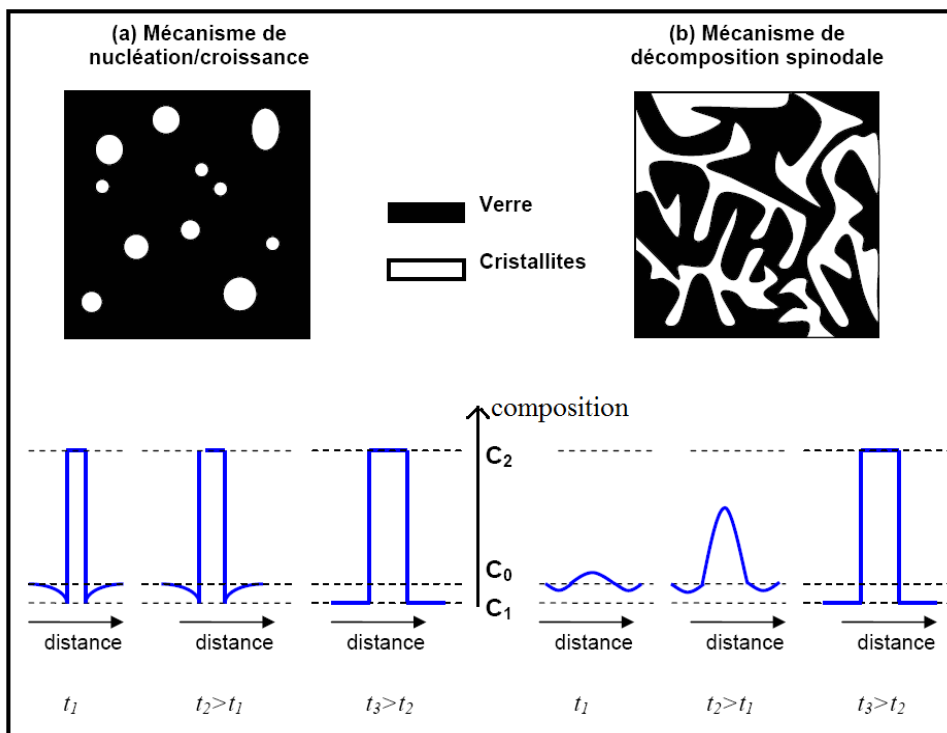 (a) Mécanisme de
nucléation/croissance
(b) Mécanisme de
décomposition spinodale
Verre
Cristallites
composition
C2
C0
C1
distance
distance
distance
distance
distance
distance
t1
t2>t1
t3>t2
t1
t2>t1
t3>t2